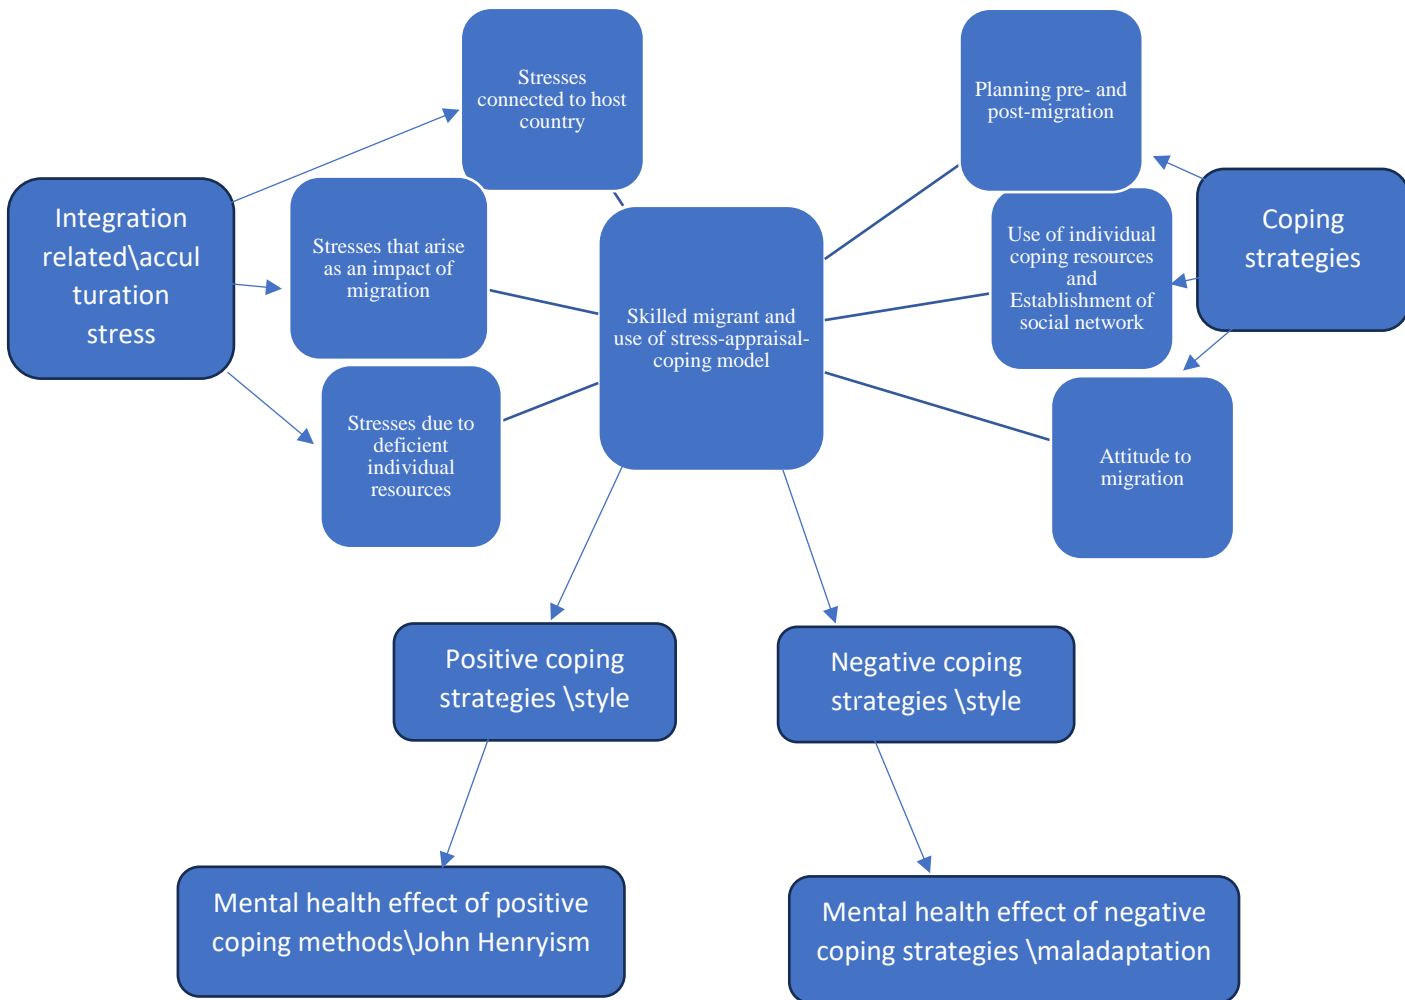 Stresses
connected to host
country
Planning pre- and
post-migration
Integration
related\accul
turation
stress
Stresses that arise
as an impact of
migration
Use of individual
coping resources
and
Establishment of
social network
Coping
strategies
Skilled migrant and
use of stress-appraisal-
coping model
Stresses due to
deficient
individual
resources
Attitude to
migration
Positive coping
strategies \style
Negative coping
strategies \style
Mental health effect of positive
coping methods\John Henryism
Mental health effect of negative
coping strategies \maladaptation